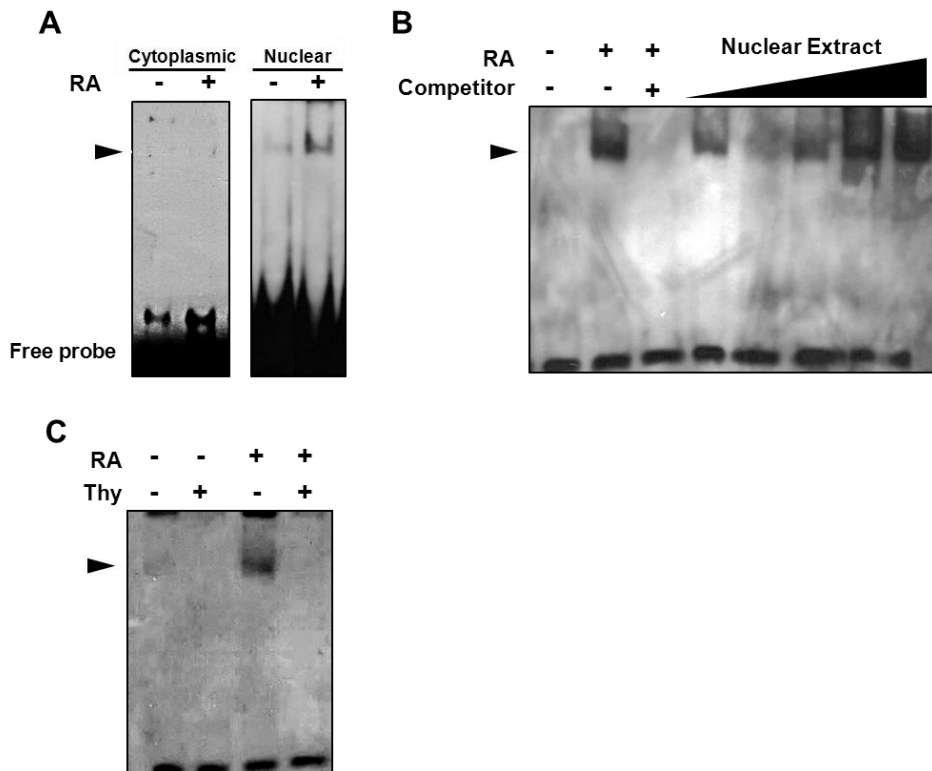 A
Cytoplasmic Nuclear
RA - + - +
Free probe
B
RA - + + Nuclear Extract
Competitor - - +
C
RA - - + +
Thy - + - +